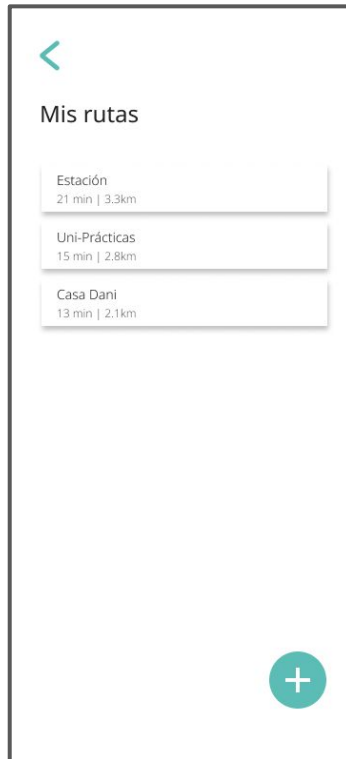 Mis rutas
Estación
21 min | 3.3km
Uni-Prácticas
15 min | 2.8km
Casa Dani
13 min | 2.1km